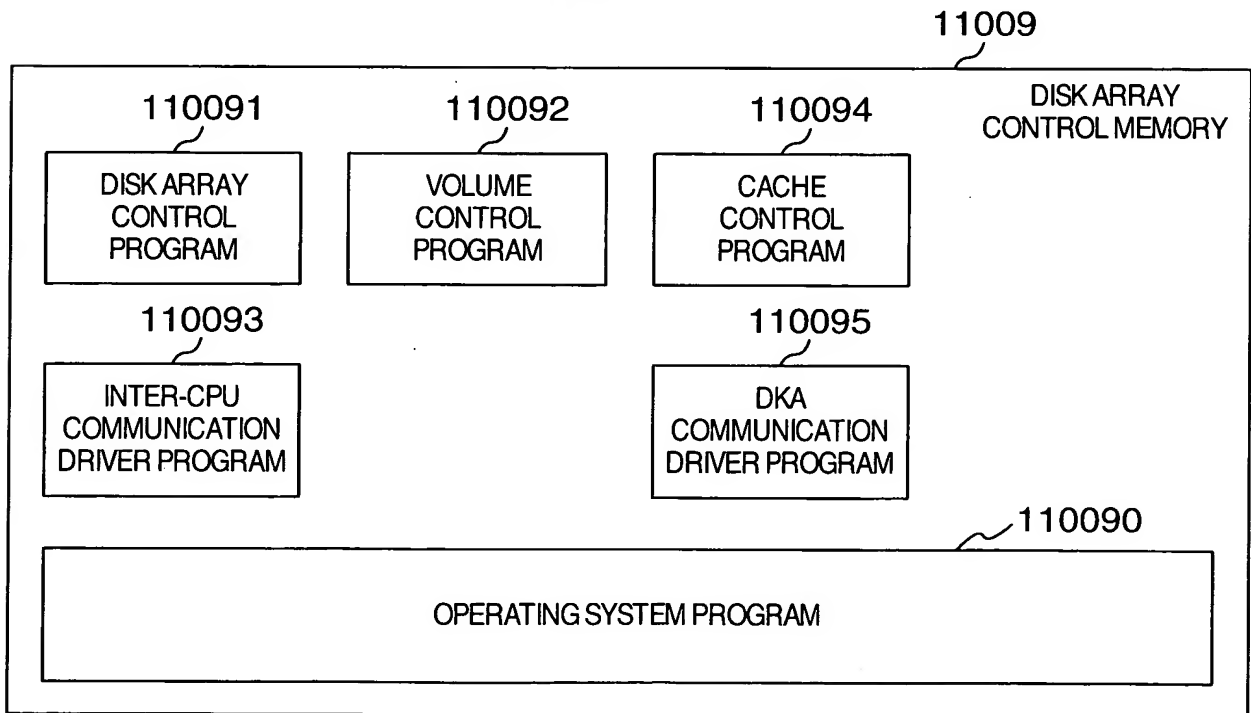 11009
DISK ARRAY
CONTROL MEMORY
110091
110092
110094
DISK ARRAY
CONTROL
PROGRAM
VOLUME
CONTROL
PROGRAM
CACHE
CONTROL
PROGRAM
110093
110095
INTER-CPU
COMMUNICATION
DRIVER PROGRAM
DKA
COMMUNICATION
DRIVER PROGRAM
110090
OPERATING SYSTEM PROGRAM